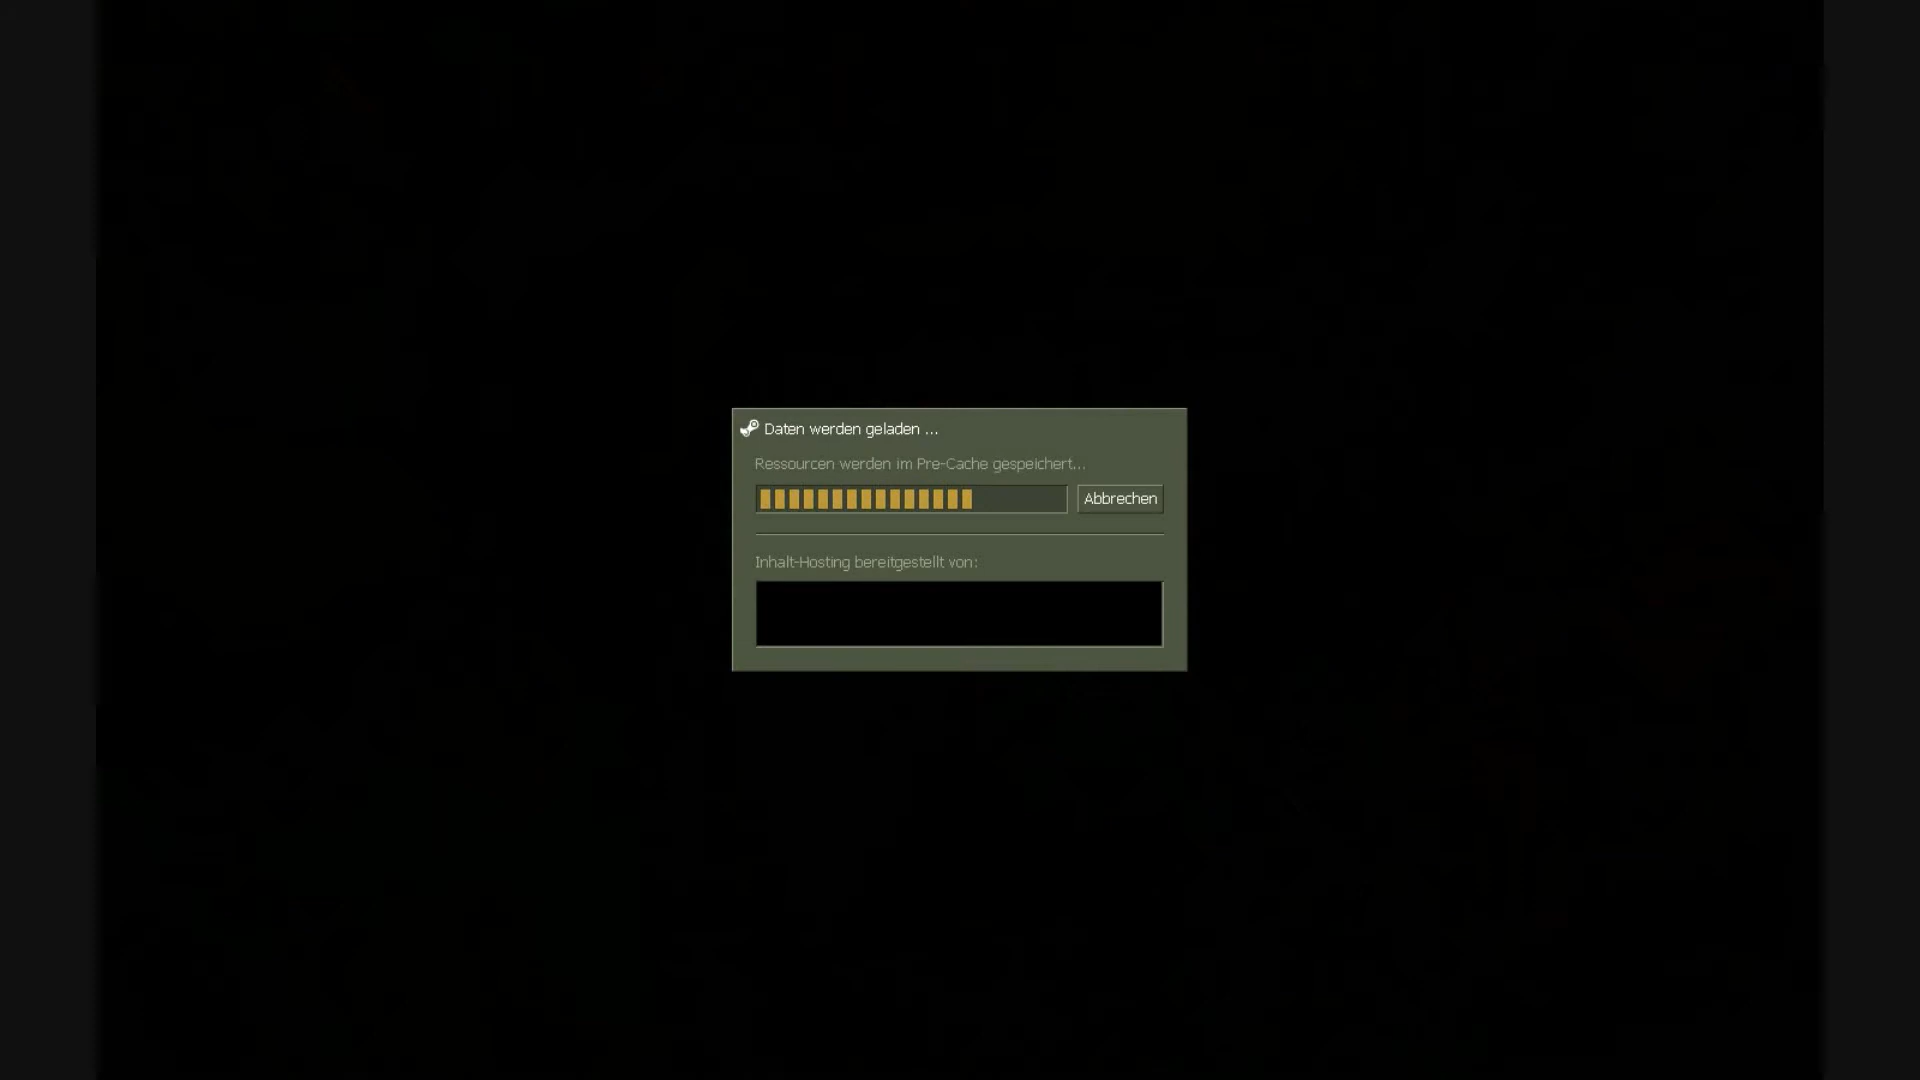 Daten werden geladen ...
Ressourcen werden im Pre-Cache gespeichert...
Abbrechen
Inhalt-Hosting bereitgestellt von: